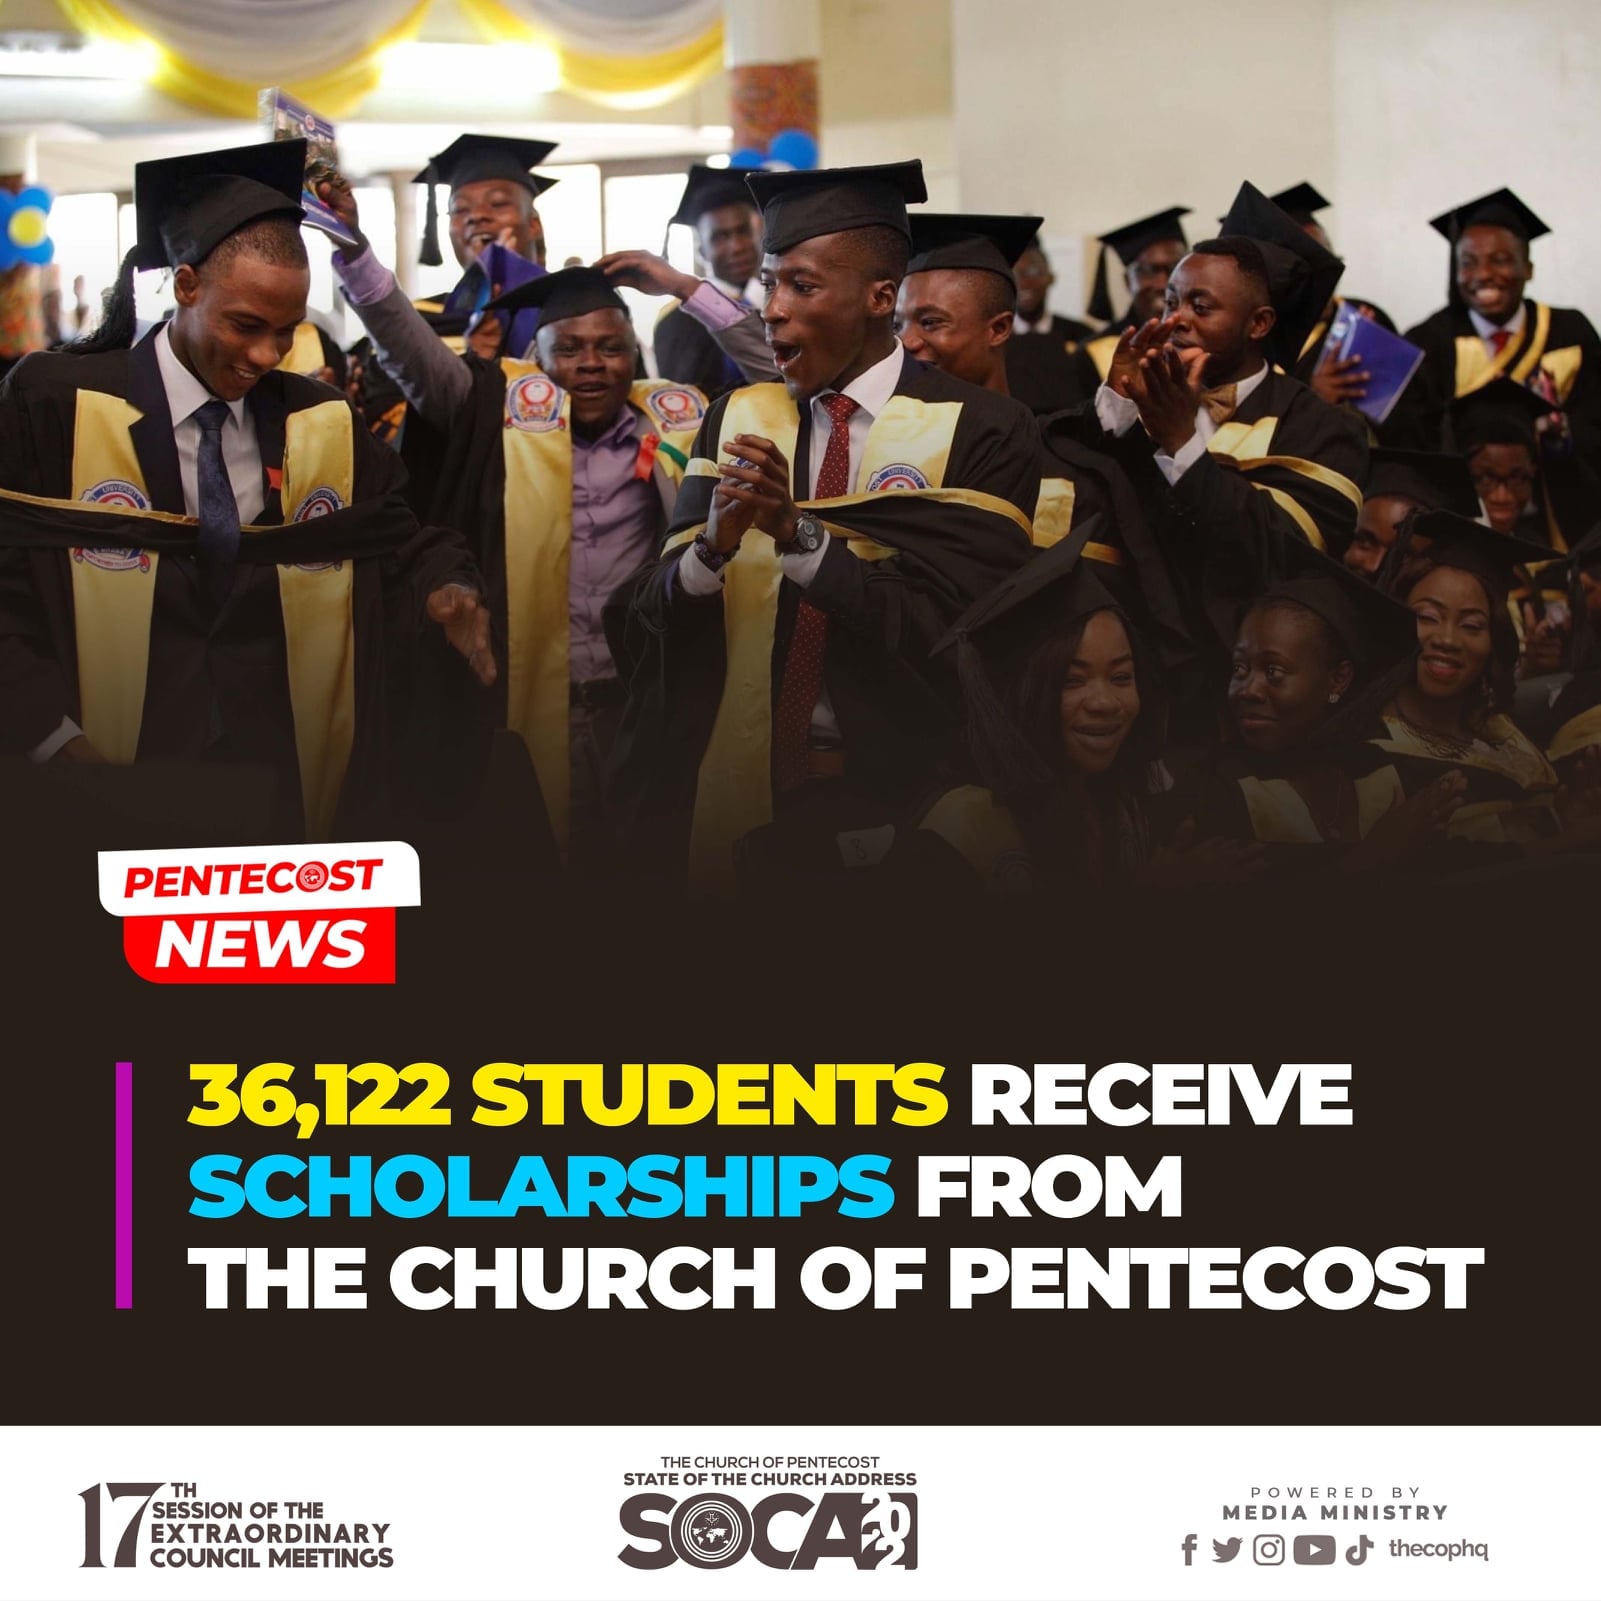 PENTECOST
NEWS
36,122 STUDENTS RECEIVE
SCHOLARSHIPS FROM
THE CHURCH OF PENTECOST
17TH
SESSION OF THE
EXTRAORDINARY
COUNCIL MEETINGS
THE CHURCH OF PENTECOST
STATE OF THE CHURCH ADDRESS
SOCA 2022
POWERED BY
MEDIA MINISTRY
thecophq